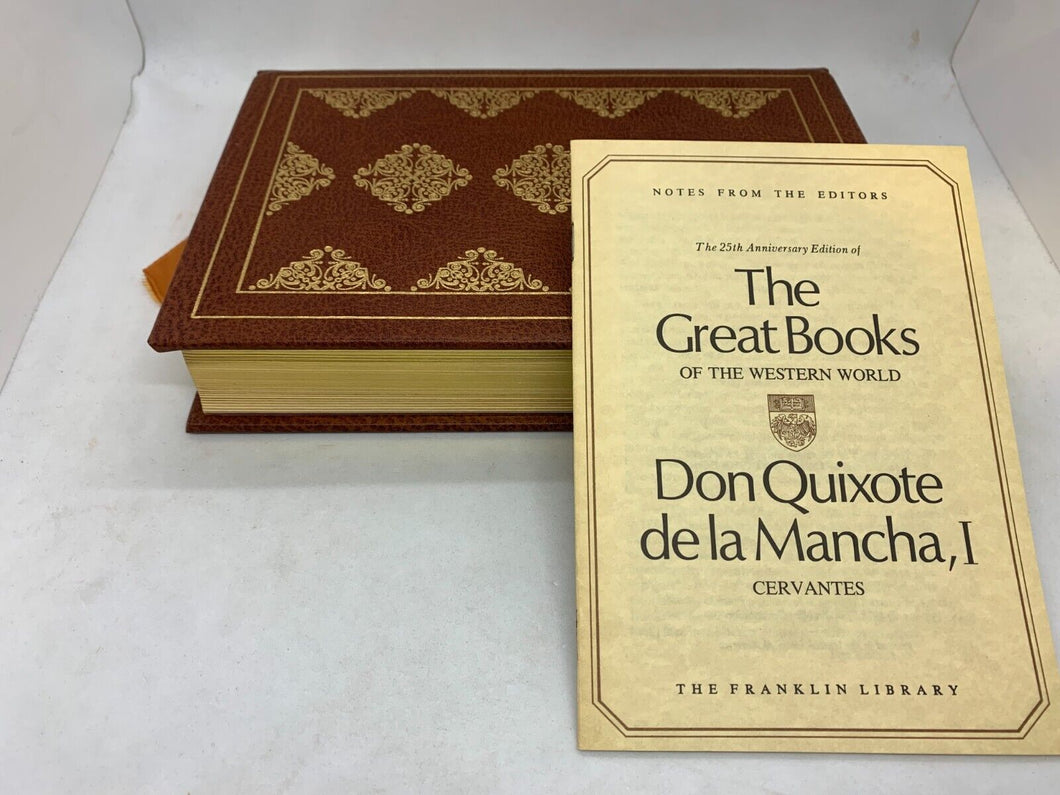 NOTES FROM THE EDITORS
The 25th Anniversary Edition of
The
Great Books
OF THE WESTERN WORLD
Don Quixote
de la Mancha, I
CERVANTES
THE FRANKLIN LIBRARY